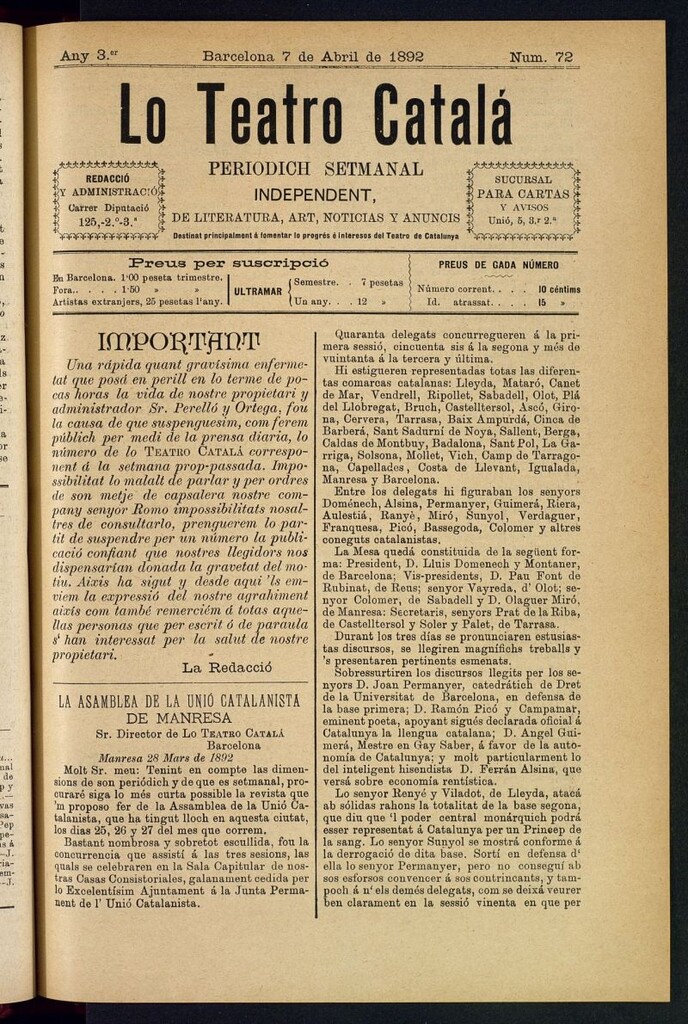 Any 3.er Barcelona 7 de Abril de 1892 Num. 72
Lo Teatro Catalá
REDACCIÓ
Y ADMINISTRACIÓ
Carrer Diputació
125,-2.º-3.ª
PERIODICH SETMANAL
INDEPENDENT,
DE LITERATURA, ART, NOTICIAS Y ANUNCIS
Destinat principalment á fomentar lo progrés é interesos del Teatro de Catalunya
SUCURSAL
PARA CARTAS
Y AVISOS
Unió, 5, 3.r 2.ª
Preus per suscripció
En Barcelona. 1'00 peseta trimestre.
Fora.. . . . 1'50 » »
Artistas extranjers, 25 pesetas l'any.
ULTRAMAR
Semestre. . 7 pesetas
Un any. . . 12 »
PREUS DE CADA NÚMERO
Número corrent. . . 10 céntims
Id. atrassat. . . . 15 »
IMPORTANT
Una rápida quant gravísima enferme-
tat que posá en perill en lo terme de po-
cas horas la vida de nostre propietari y
administrador Sr. Perelló y Ortega, fou
la causa de que suspenguesim, com ferem
públich per medi de la prensa diaria, lo
número de Lo TEATRO CATALÁ correspo-
nent á la setmana prop-passada. Impo-
ssibilitat lo malalt de parlar y per ordres
de son metje de capsalera nostre com-
pany senyor Romo impossibilitats nosal-
tres de consultarlo, prenguerem lo par-
tit de suspendre per un número la publi-
cació confiant que nostres llegidors nos
dispensarían donada la gravetat del mo-
tiu. Aixis ha sigut y desde aquí 'ls em-
viem la expressió del nostre agrahiment
aixís com també remerciém á totas aque-
llas personas que per escrit ó de paraula
s' han interessat per la salut de nostre
propietari.
La Redacció
LA ASAMBLEA DE LA UNIÓ CATALANISTA
DE MANRESA
Sr. Director de Lo TEATRO CATALÁ
Barcelona
Manresa 28 Mars de 1892
Molt Sr. meu: Tenint en compte las dimen-
sions de son periódich y de que es setmanal, pro-
curaré siga lo més curta possible la revista que
'm proposo fer de la Assamblea de la Unió Ca-
talanista, que ha tingut lloch en aquesta ciutat,
los dias 25, 26 y 27 del mes que correm.
Bastant nombrosa y sobretot escullida, fou la
concurrencia que assistí á las tres sesions, las
quals se celebraren en la Sala Capitular de nos-
tras Casas Consistoriales, galanament cedida per
lo Excelentísim Ajuntament á la Junta Perma-
nent de l' Unió Catalanista.
Quaranta delegats concurregueren á la pri-
mera sessió, cincuenta sis á la segona y més de
vuintanta á la tercera y última.
Hi estigueren representadas totas las diferen-
tas comarcas catalanas: Lleyda, Mataró, Canet
de Mar, Vendrell, Ripollet, Sabadell, Olot, Plá
del Llobregat, Bruch, Castelltersol, Ascó, Giro-
na, Cervera, Tarrasa, Baix Ampurdá, Cinca de
Barberá, Sant Sadurní de Noya, Sallent, Berga,
Caldas de Montbuy, Badalona, Sant Pol, La Ga-
rriga, Solsona, Mollet, Vich, Camp de Tarrago-
na, Capellades, Costa de Llevant, Igualada,
Manresa y Barcelona.
Entre los delegats hi figuraban los senyors
Doménech, Alsina, Permanyer, Guimerá, Riera,
Aulestiá, Ranyè, Miró, Sunyol, Verdaguer,
Franquesa, Picó, Bassegoda, Colomer y altres
coneguts catalanistas.
La Mesa quedá constituida de la següent for-
ma: President, D. Lluis Domenech y Montaner,
de Barcelona; Vis-presidents, D. Pau Font de
Rubinat, de Reus; senyor Vayreda, d' Olot; se-
nyor Colomer, de Sabadell y D. Olaguer Miró,
de Manresa: Secretaris, senyors Prat de la Riba,
de Castelltersol y Soler y Palet, de Tarrasa.
Durant los tres días se pronunciaren estusias-
tas discursos, se llegiren magnífichs treballs y
's presentaren pertinents esmenats.
Sobressurtiren los discursos llegits per los se-
nyors D. Joan Permanyer, catedrátich de Dret
de la Universitat de Barcelona, en defensa de
la base primera; D. Ramón Picó y Campamar,
eminent poeta, apoyant sigués declarada oficial á
Catalunya la llengua catalana; D. Angel Gui-
merá, Mestre en Gay Saber, á favor de la auto-
nomía de Catalunya; y molt particularment lo
del inteligent hisendista D. Ferrán Alsina, que
versá sobre economía rentística.
Lo senyor Renyé y Viladot, de Lleyda, atacá
ab sólidas rahons la totalitat de la base segona,
que diu que 'l poder central monárquich podrá
esser representat á Catalunya per un Princep de
la sang. Lo senyor Sunyol se mostrá conforme á
la derrogació de dita base. Sortí en defensa d'
ella lo senyor Permanyer, pero no conseguí ab
sos esforsos convencer á sos contrincants, y tam-
poch á n' els demés delegats, com se deixá veurer
ben clarament en la sessió vinenta en que per